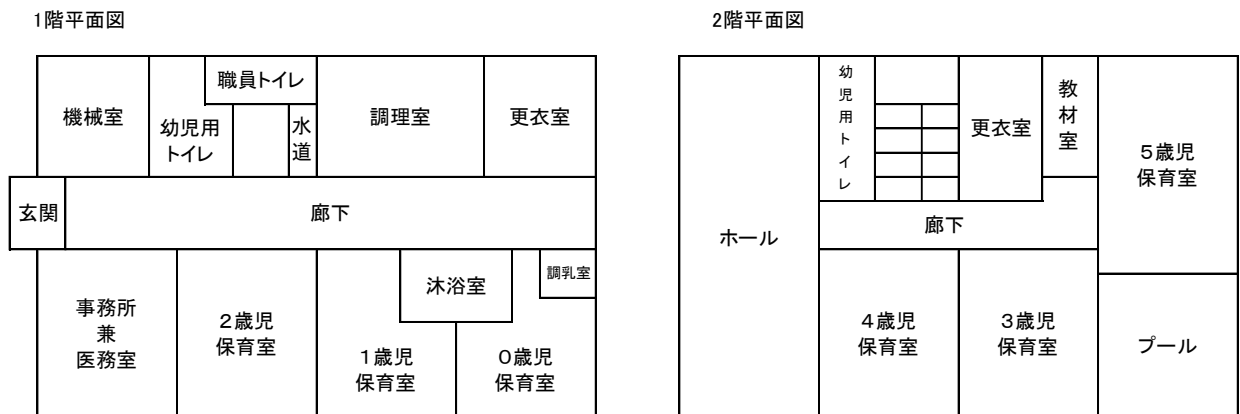 1階平面図
機械室
幼児用
トイレ
職員トイレ
水
道
調理室
更衣室
玄関
廊下
事務所
兼
医務室
２歳児
保育室
１歳児
保育室
沐浴室
０歳児
保育室
調乳室
2階平面図
ホール
幼
児
用
ト
イ
レ
更衣室
教
材
室
５歳児
保育室
廊下
４歳児
保育室
３歳児
保育室
プール